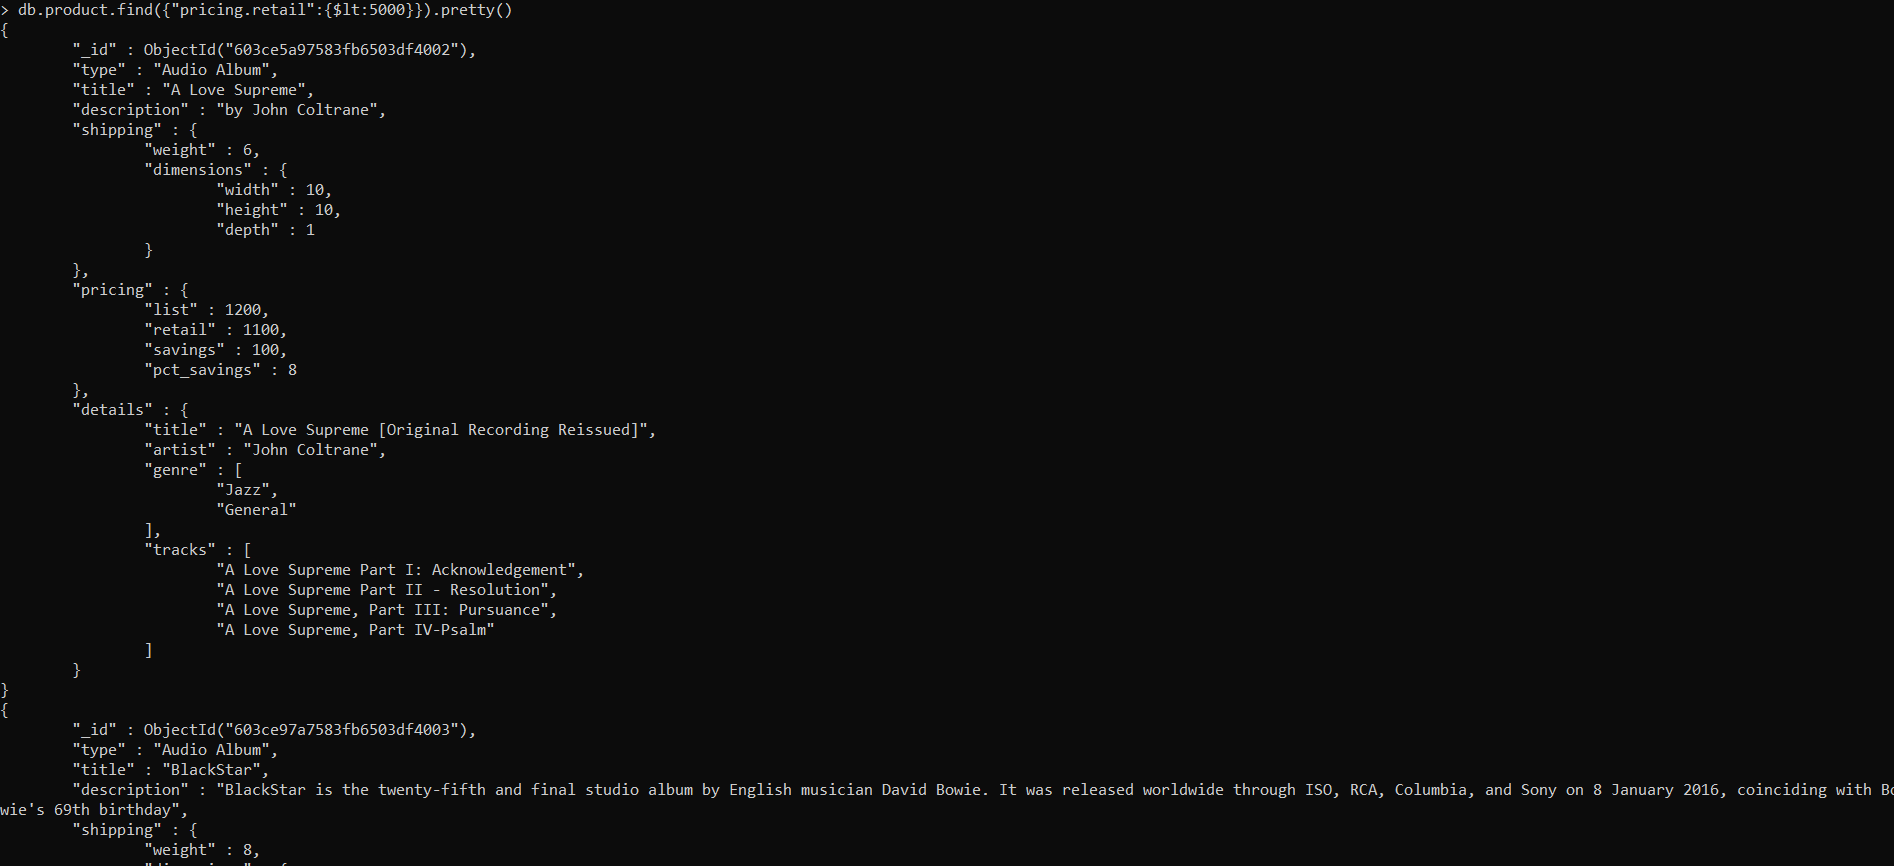 > db.product.find({"pricing.retail":{$lt:5000}}).pretty()
{
        "_id" : ObjectId("603ce5a97583fb6503df4002"),
        "type" : "Audio Album",
        "title" : "A Love Supreme",
        "description" : "by John Coltrane",
        "shipping" : {
                "weight" : 6,
                "dimensions" : {
                        "width" : 10,
                        "height" : 10,
                        "depth" : 1
                }
        },
        "pricing" : {
                "list" : 1200,
                "retail" : 1100,
                "savings" : 100,
                "pct_savings" : 8
        },
        "details" : {
                "title" : "A Love Supreme [Original Recording Reissued]",
                "artist" : "John Coltrane",
                "genre" : [
                        "Jazz",
                        "General"
                ],
                "tracks" : [
                        "A Love Supreme Part I: Acknowledgement",
                        "A Love Supreme Part II - Resolution",
                        "A Love Supreme, Part III: Pursuance",
                        "A Love Supreme, Part IV-Psalm"
                ]
        }
}
{
        "_id" : ObjectId("603ce97a7583fb6503df4003"),
        "type" : "Audio Album",
        "title" : "BlackStar",
        "description" : "BlackStar is the twenty-fifth and final studio album by English musician David Bowie. It was released worldwide through ISO, RCA, Columbia, and Sony on 8 January 2016, coinciding with Bo
wie's 69th birthday",
        "shipping" : {
                "weight" : 8,